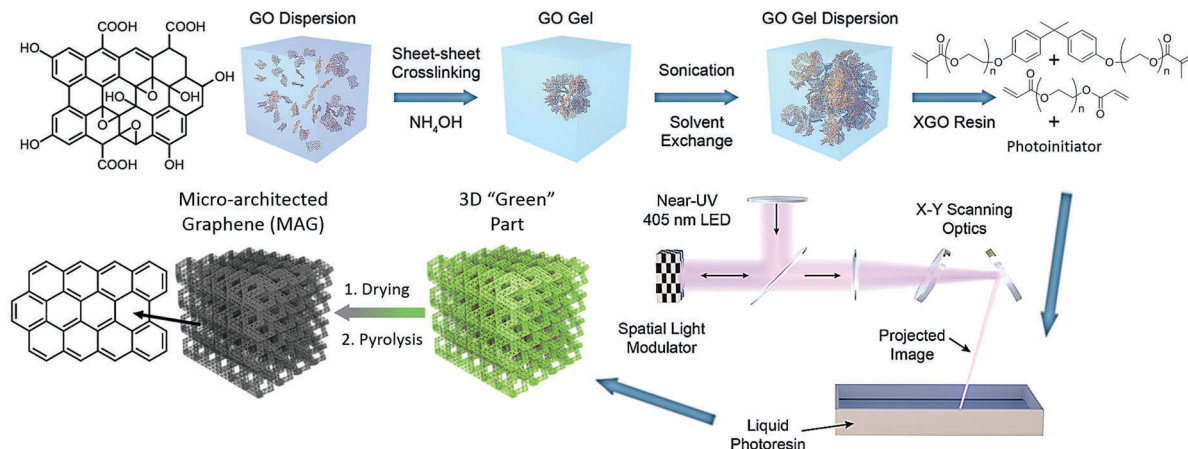 GO Dispersion
GO Gel
GO Gel Dispersion
COOH
COOH
HO
OH
O
HO
OH
O
O
HO
COOH
COOH
OH
Sheet-sheet
Crosslinking
NH₄OH
Sonication
Solvent
Exchange
XGO Resin
O
O
O
n
O
+
O
O
n
O
O
O
O
n
O
O
+
Photoinitiator
Micro-architected
Graphene (MAG)
3D “Green”
Part
1. Drying
2. Pyrolysis
Near-UV
405 nm LED
X-Y Scanning
Optics
Spatial Light
Modulator
Projected
Image
Liquid
Photoresin